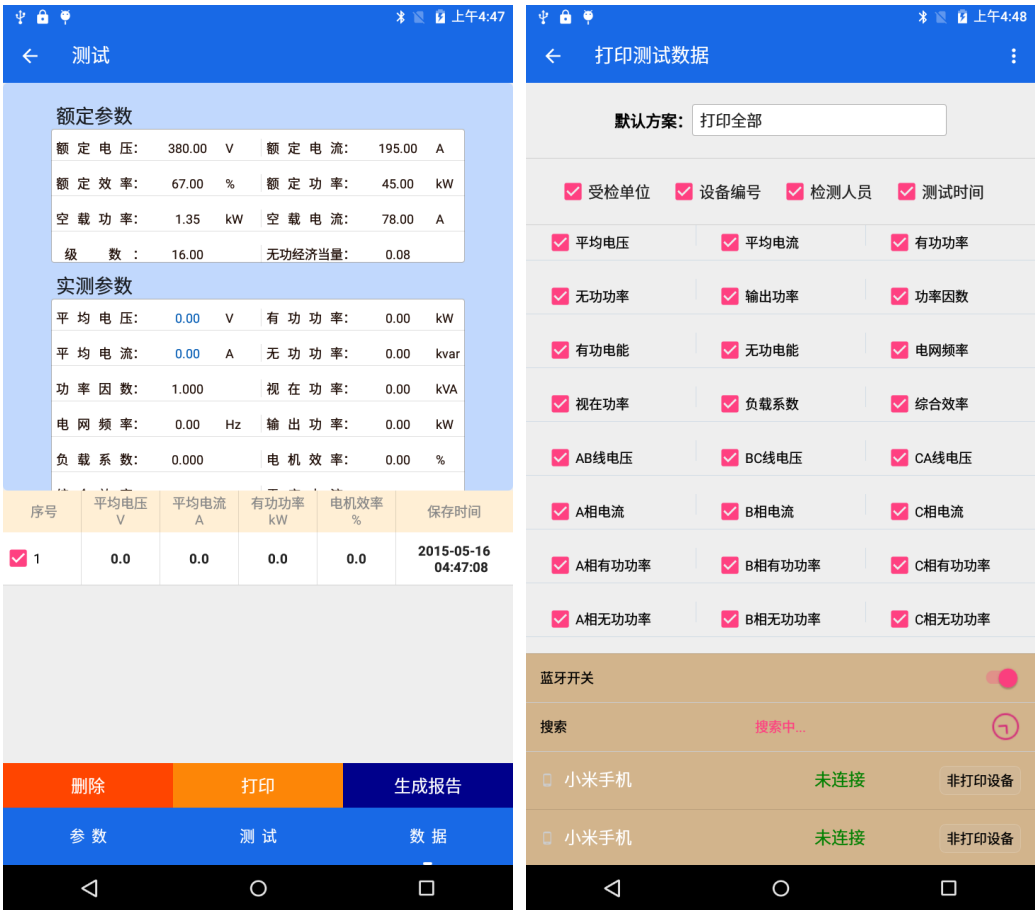 上午4:47
测试
额定参数
额 定 电 压: 380.00 V 额 定 电 流: 195.00 A
额 定 效 率: 67.00 % 额 定 功 率: 45.00 kW
空 载 功 率: 1.35 kW 空 载 电 流: 78.00 A
级 数 : 16.00 无功经济当量: 0.08
实测参数
平 均 电 压: 0.00 V 有 功 功 率: 0.00 kW
平 均 电 流: 0.00 A 无 功 功 率: 0.00 kvar
功 率 因 数: 1.000 视 在 功 率: 0.00 kVA
电 网 频 率: 0.00 Hz 输 出 功 率: 0.00 kW
负 载 系 数: 0.000 电 机 效 率: 0.00 %
序号 平均电压 平均电流 有功功率 电机效率 保存时间
V A kW %
1 0.0 0.0 0.0 0.0 2015-05-16
04:47:08
删除 打印 生成报告
参 数 测 试 数 据
上午4:48
打印测试数据
默认方案: 打印全部
受检单位 设备编号 检测人员 测试时间
平均电压 平均电流 有功功率
无功功率 输出功率 功率因数
有功电能 无功电能 电网频率
视在功率 负载系数 综合效率
AB线电压 BC线电压 CA线电压
A相电流 B相电流 C相电流
A相有功功率 B相有功功率 C相有功功率
A相无功功率 B相无功功率 C相无功功率
蓝牙开关
搜索 搜索中...
小米手机 未连接 非打印设备
小米手机 未连接 非打印设备